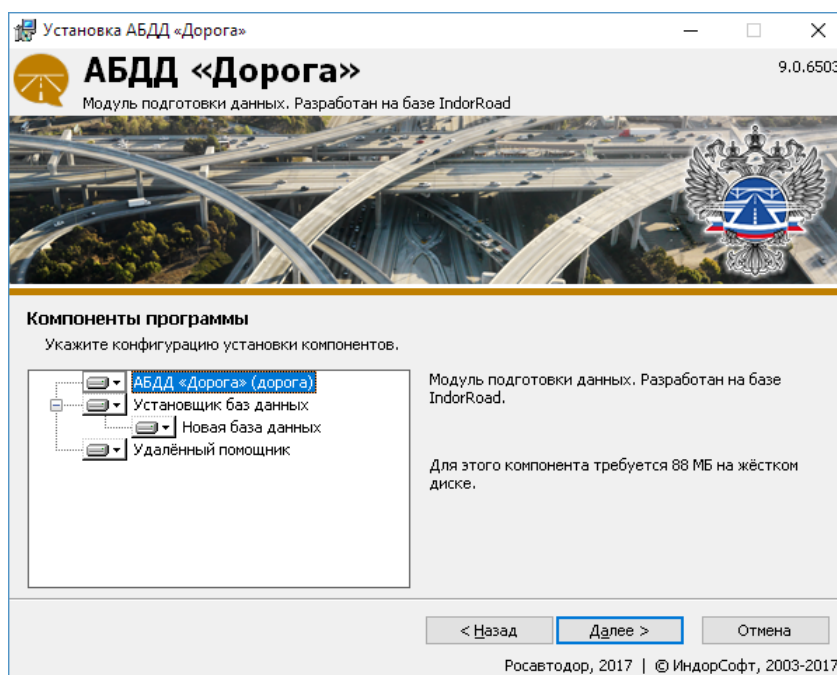 Установка АБДД «Дорога»
АБДД «Дорога»
9.0.6503
Модуль подготовки данных. Разработан на базе IndorRoad
Компоненты программы
Укажите конфигурацию установки компонентов.
АБДД «Дорога» (дорога)
Установщик баз данных
Новая база данных
Удалённый помощник
Модуль подготовки данных. Разработан на базе
IndorRoad.
Для этого компонента требуется 88 МБ на жёстком
диске.
< Назад
Далее >
Отмена
Росавтодор, 2017 | © ИндорСофт, 2003-2017